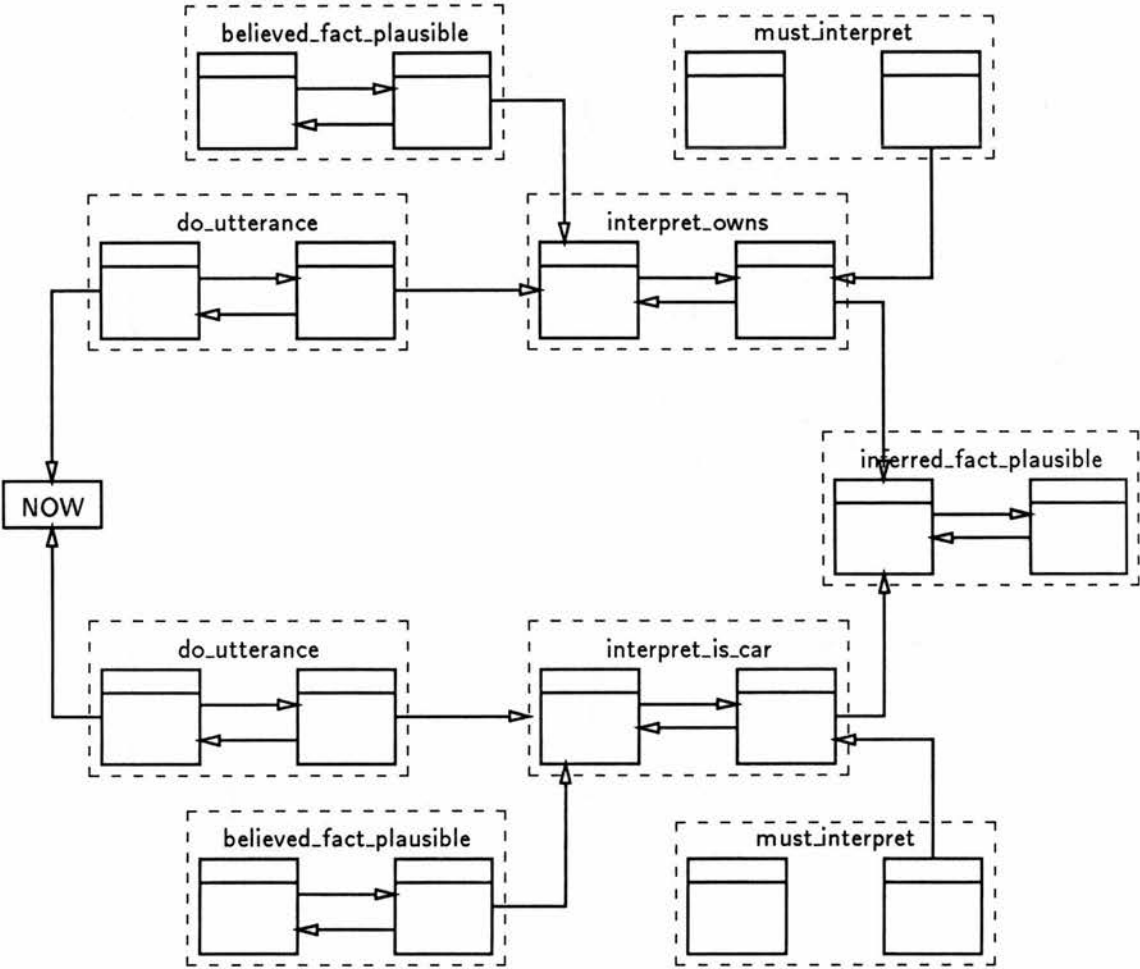 believed_fact_plausible
must_interpret
do_utterance
interpret_owns
inferred_fact_plausible
NOW
do_utterance
interpret_is_car
believed_fact_plausible
must_interpret